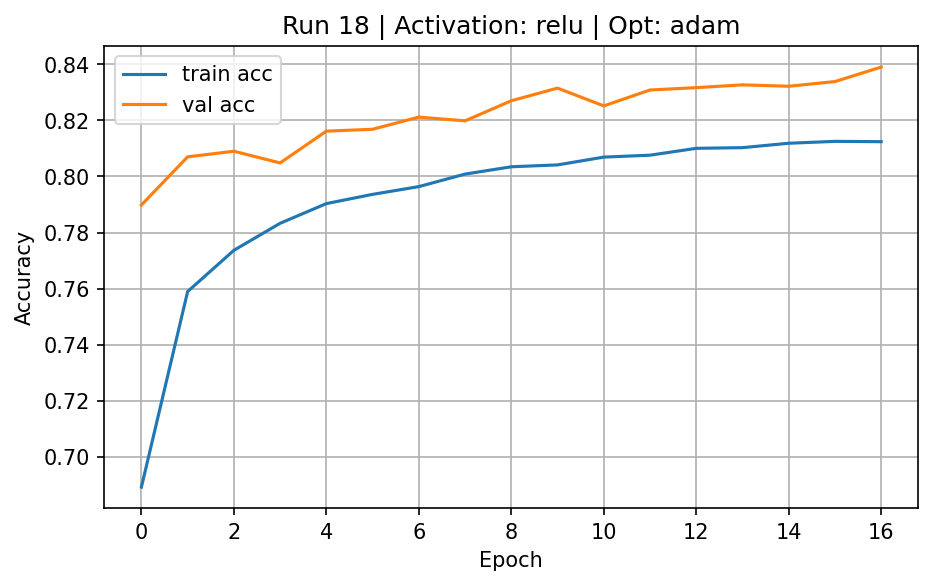 Run 18 | Activation: relu | Opt: adam
train acc
val acc
0.84
0.82
0.80
0.78
0.76
0.74
0.72
0.70
Accuracy
0 2 4 6 8 10 12 14 16
Epoch